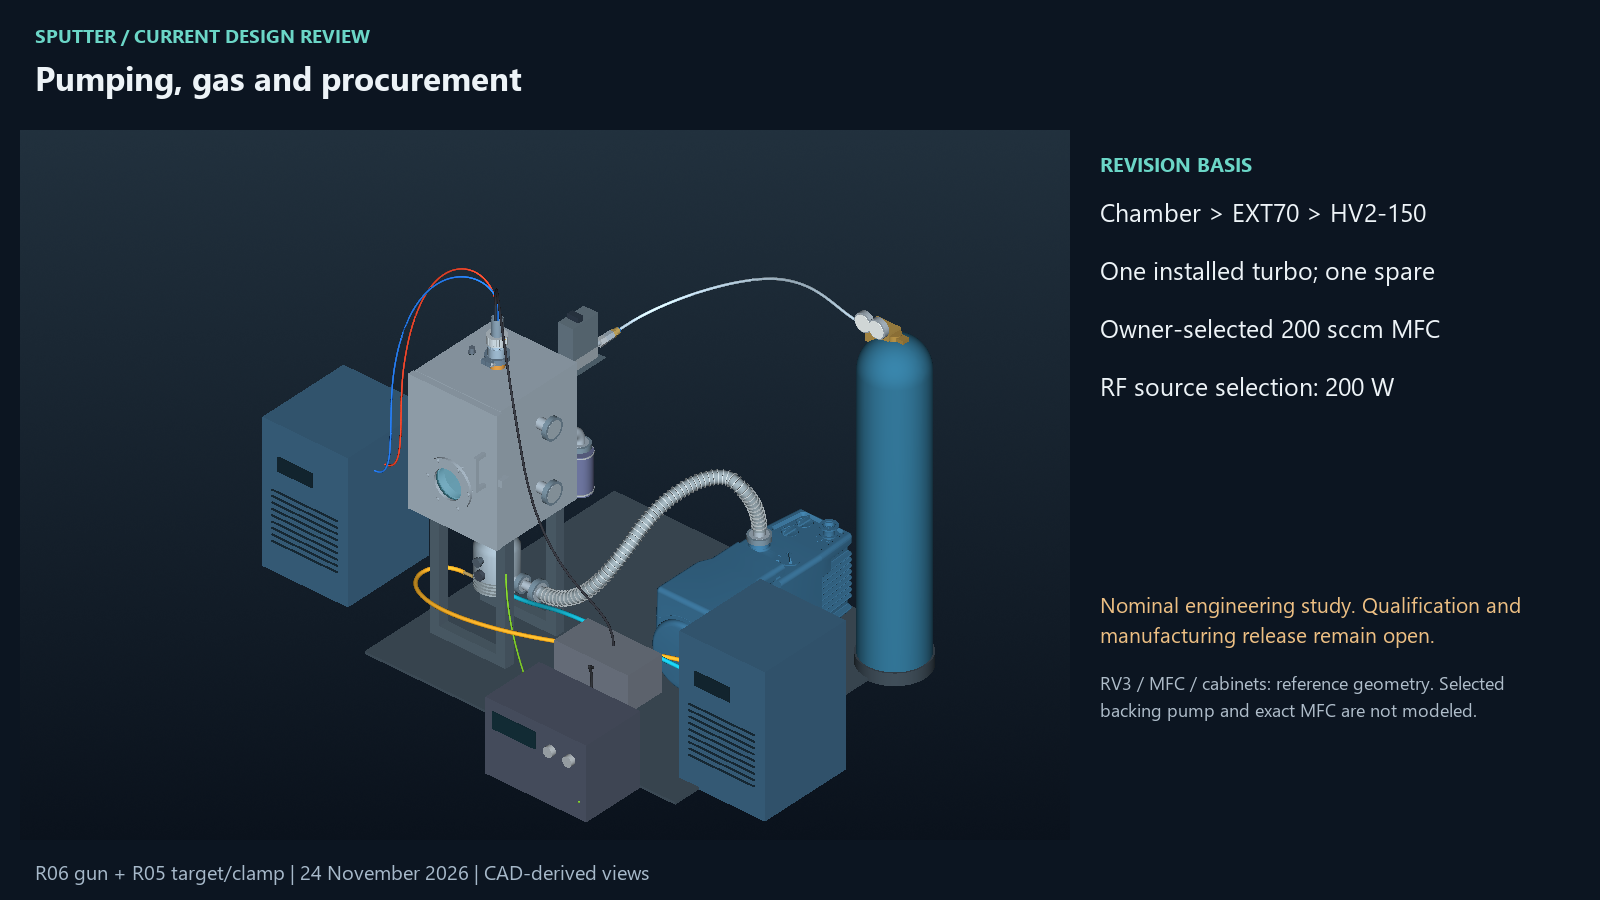 SPUTTER / CURRENT DESIGN REVIEW
Pumping, gas and procurement
REVISION BASIS
Chamber > EXT70 > HV2-150
One installed turbo; one spare
Owner-selected 200 sccm MFC
RF source selection: 200 W
Nominal engineering study. Qualification and
manufacturing release remain open.
RV3 / MFC / cabinets: reference geometry. Selected
backing pump and exact MFC are not modeled.
R06 gun + R05 target/clamp | 24 November 2026 | CAD-derived views